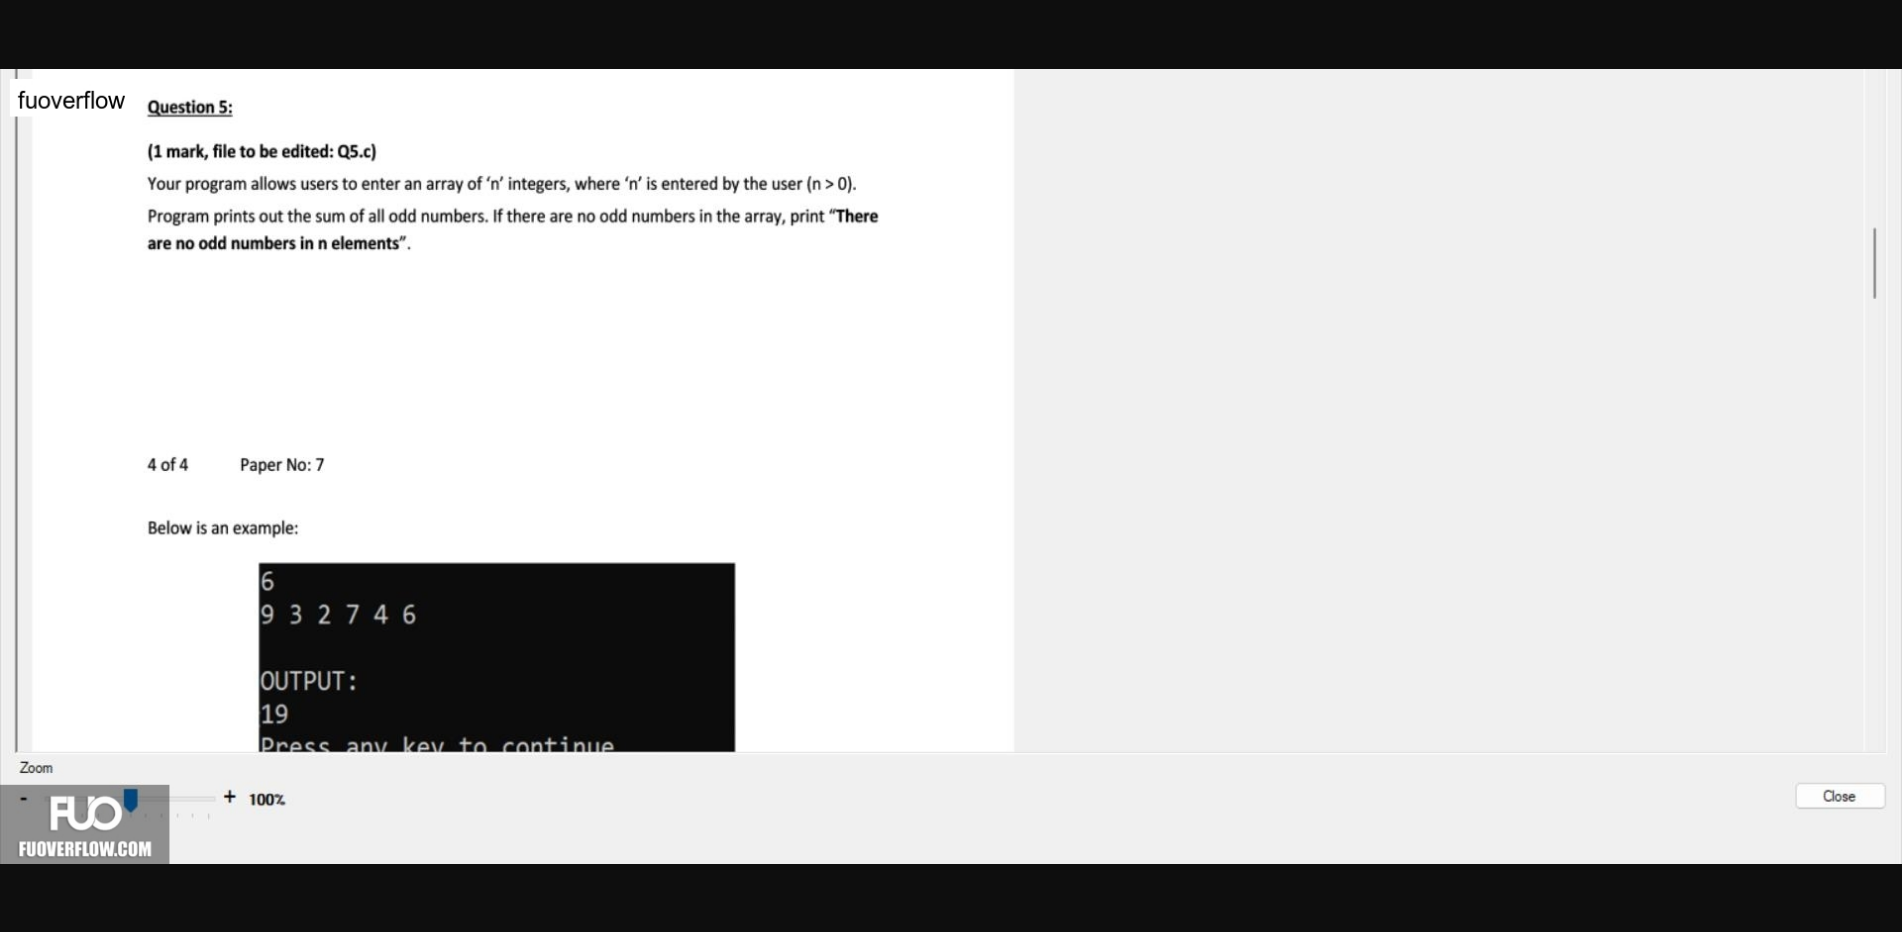 fuoverflow
Question 5:
(1 mark, file to be edited: Q5.c)
Your program allows users to enter an array of ‘n’ integers, where ‘n’ is entered by the user (n > 0).
Program prints out the sum of all odd numbers. If there are no odd numbers in the array, print “There
are no odd numbers in n elements”.
4 of 4 Paper No: 7
Below is an example:
6
9 3 2 7 4 6
OUTPUT:
19
Press any key to continue
Zoom
- + 100%
Close
FUO
FUOVERFLOW.COM